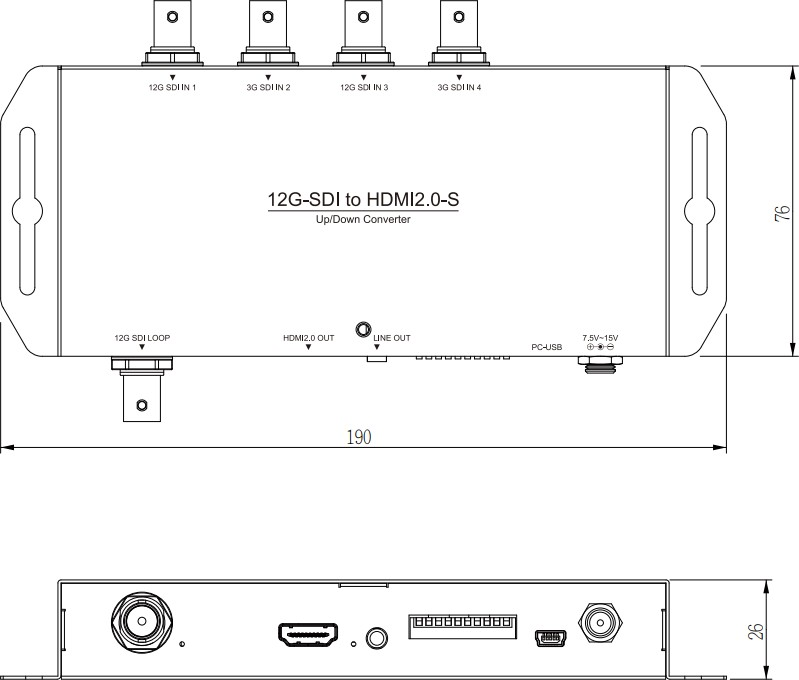 12G SDI IN 1 3G SDI IN 2 12G SDI IN 3 3G SDI IN 4
12G-SDI to HDMI2.0-S
Up/Down Converter
76
12G SDI LOOP HDMI2.0 OUT LINE OUT PC-USB 7.5V~15V
190
26